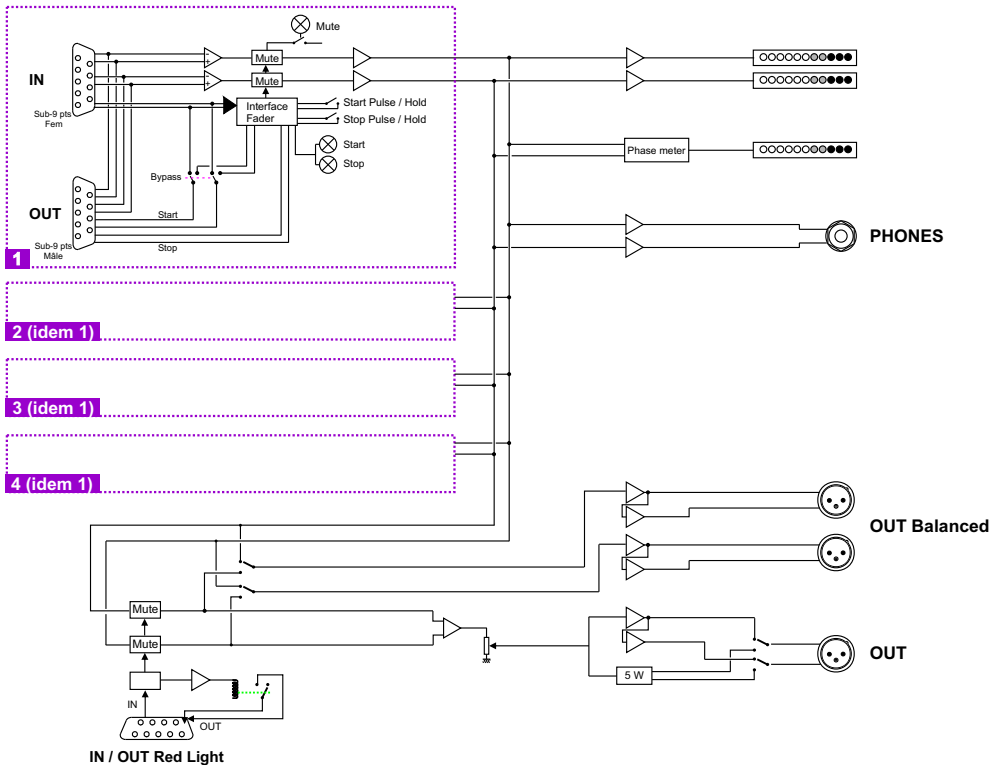 Mute
IN
Mute
Mute
Sub-9 pts
Fem
Interface
Fader
Start Pulse / Hold
Stop Pulse / Hold
Start
Stop
Bypass
OUT
Start
Sub-9 pts
Mâle
Stop
1
Phase meter
PHONES
2 (idem 1)
3 (idem 1)
4 (idem 1)
OUT Balanced
Mute
Mute
OUT
5 W
IN
OUT
IN / OUT Red Light